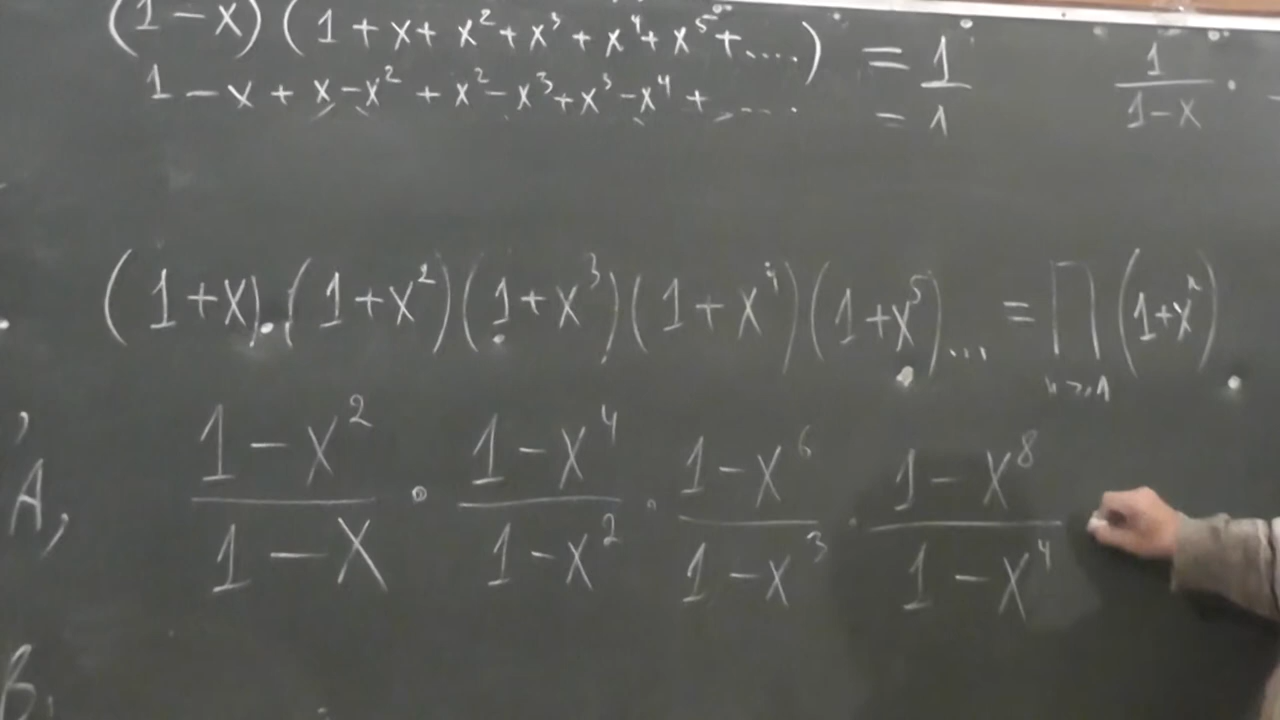 (1-x)(1+x+x²+x³+x⁴+x⁵+....) = 1
1-x+x-x²+x²-x³+x³-x⁴+.... = 1
1/(1-x) ·
(1+x).(1+x²)(1+x³)(1+x⁴)(1+x⁵)... = ∏ₙ≥₁ (1+xⁿ)
(1-x²)/(1-x) · (1-x⁴)/(1-x²) · (1-x⁶)/(1-x³) · (1-x⁸)/(1-x⁴)
,
A,
B,